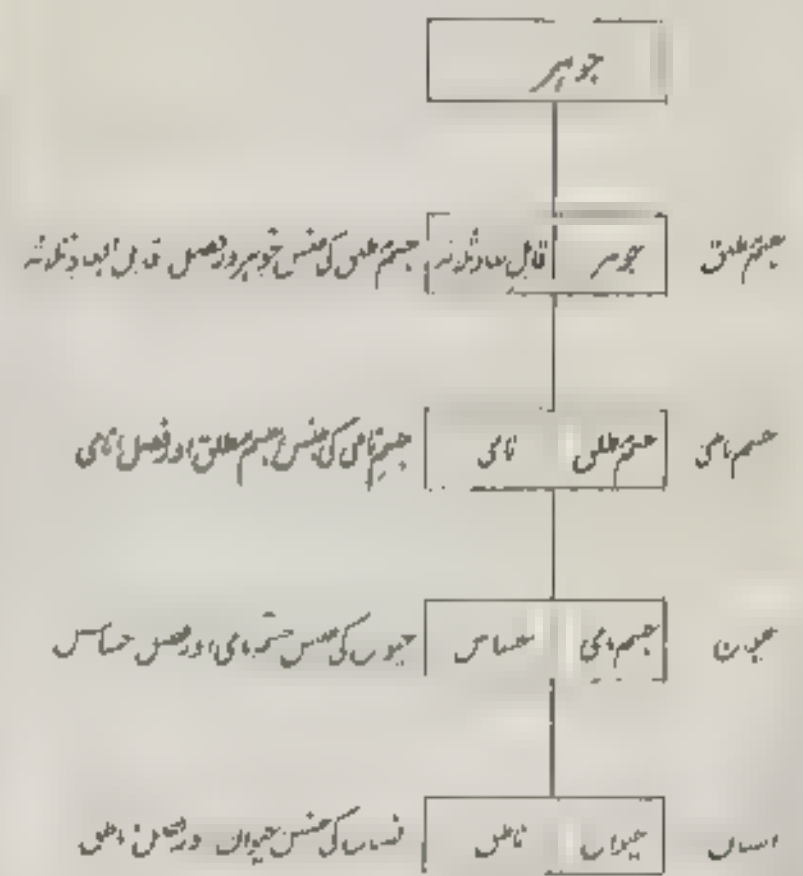 جوہر
جسم مطلق جوہر قابل ابعاد ثلاثہ جسم مطلق کی جنس جوہر اور فصل قابل ابعاد ثلاثہ
جسم نامی جسم مطلق نامی جسم نامی کی جنس جسم مطلق اور فصل نامی
حیوان جسم نامی حساس حیوان کی جنس جسم نامی اور فصل حساس
انسان حیوان ناطق انسان کی جنس حیوان اور فصل ناطق